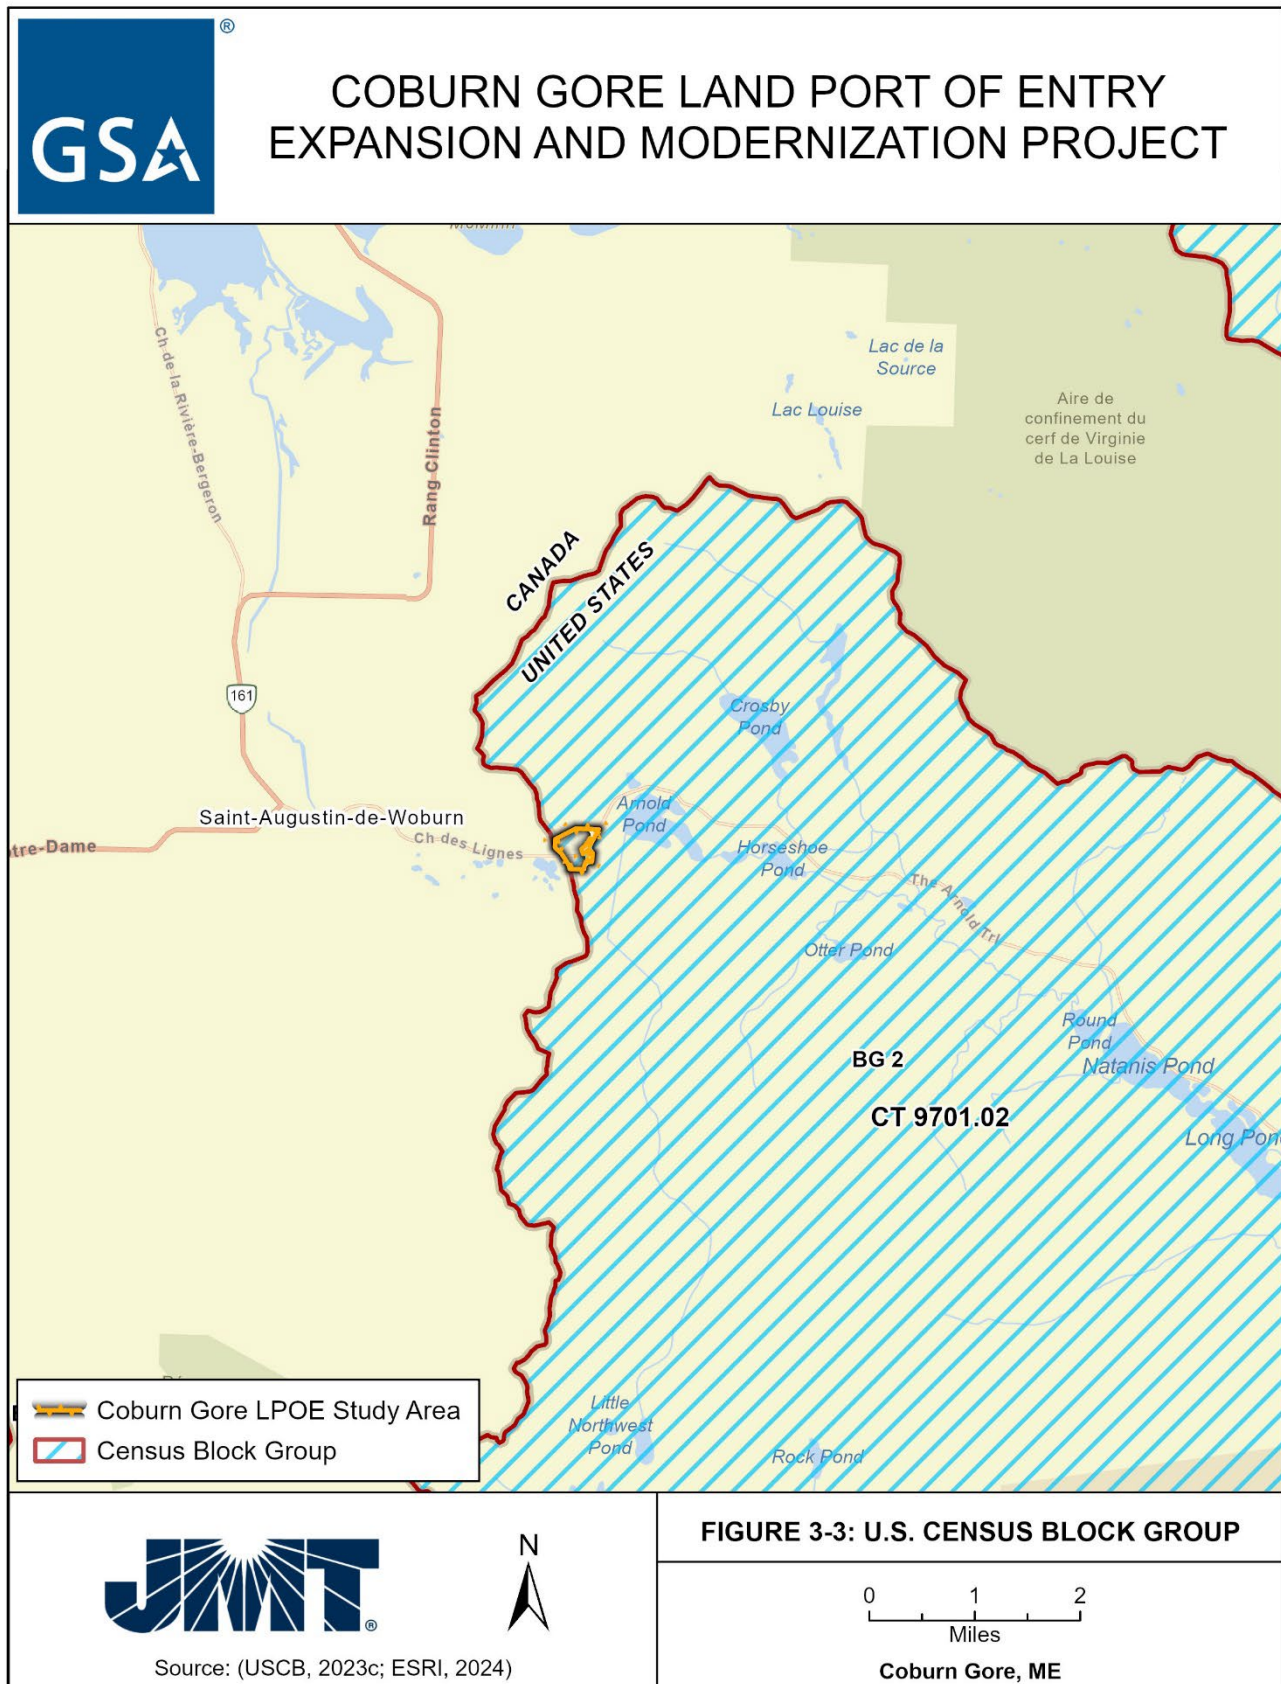 GSA
®
COBURN GORE LAND PORT OF ENTRY
EXPANSION AND MODERNIZATION PROJECT
Ch de la Rivière-Bergeron
Rang Clinton
Lac de la
Source
Lac Louise
Aire de
confinement du
cerf de Virginie
de La Louise
CANADA
UNITED STATES
161
Crosby
Pond
Saint-Augustin-de-Woburn
Arnold
Pond
tre-Dame
Ch des Lignes
Horseshoe
Pond
The Arnold Trl
Otter Pond
Round
Pond
BG 2
Natanis Pond
CT 9701.02
Long Pond
Little
Northwest
Pond
Rock Pond
Coburn Gore LPOE Study Area
Census Block Group
JMT®
N
Source: (USCB, 2023c; ESRI, 2024)
FIGURE 3-3: U.S. CENSUS BLOCK GROUP
0 1 2
Miles
Coburn Gore, ME